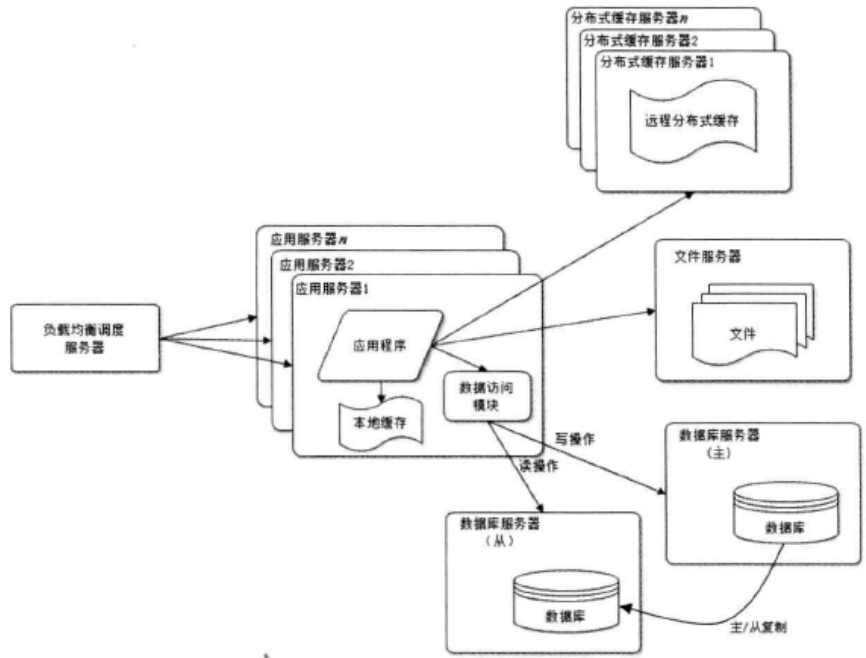 分布式缓存服务器n
分布式缓存服务器2
分布式缓存服务器1
远程分布式缓存
应用服务器n
应用服务器2
应用服务器1
文件服务器
负载均衡调度
服务器
应用程序
文件
数据访问
模块
本地缓存
写操作
读操作
数据库服务器
(主)
数据库
数据库服务器
(从)
数据库
主/从复制